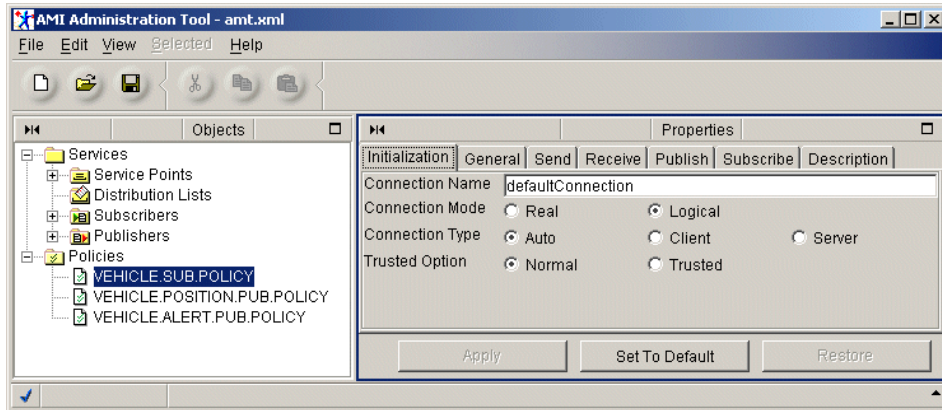 AMI Administration Tool - amt.xml
File Edit View Selected Help
Objects
Services
Service Points
Distribution Lists
Subscribers
Publishers
Policies
VEHICLE.SUB.POLICY
VEHICLE.POSITION.PUB.POLICY
VEHICLE.ALERT.PUB.POLICY
Properties
Initialization General Send Receive Publish Subscribe Description
Connection Name defaultConnection
Connection Mode Real Logical
Connection Type Auto Client Server
Trusted Option Normal Trusted
Apply Set To Default Restore